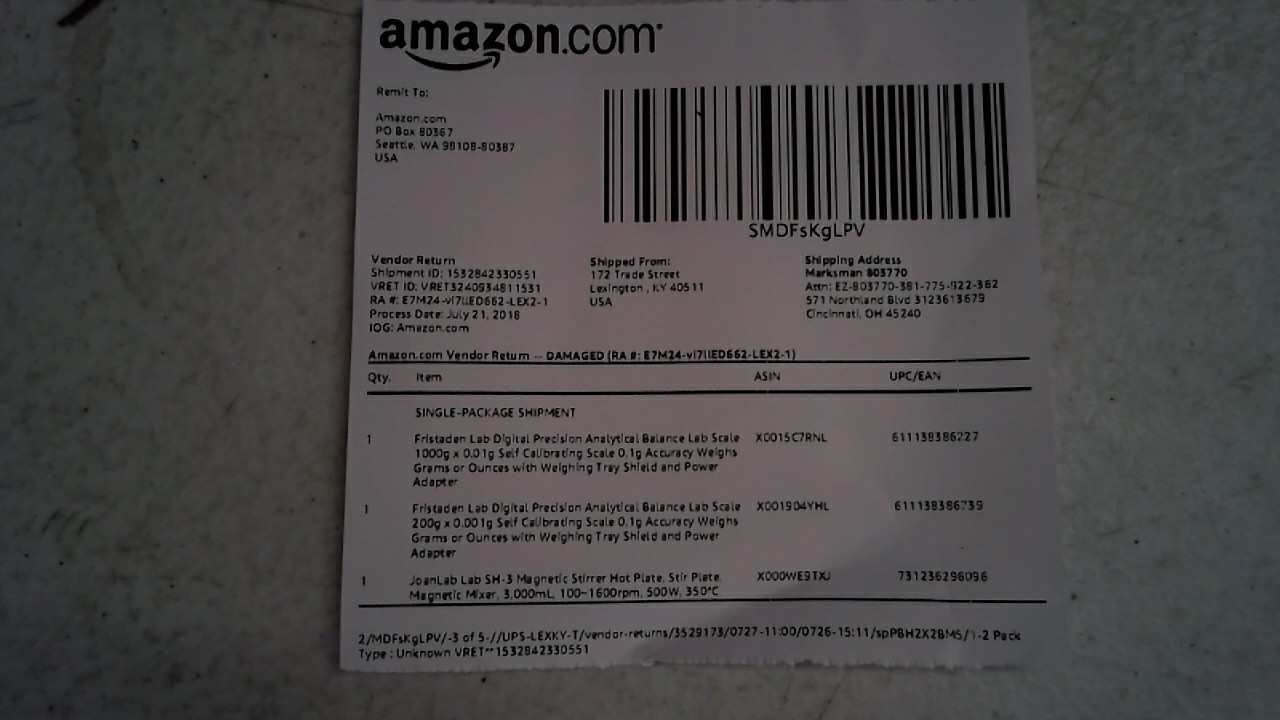 amazon.com
Remit To:
Amazon.com
PO Box 80367
Seattle, WA 98108-80387
USA
SMDFsKgLPV
Vendor Return
Shipment ID: 1532842330551
VRET ID: VRET3240934811531
RA #: E7M24-vl7llED662-LEX2-1
Process Date: July 21, 2018
IOG: Amazon.com
Shipped From:
172 Trade Street
Lexington , KY 40511
USA
Shipping Address
Marksman 803770
Attn: EZ-803770-381-775-922-362
571 Northland Blvd 3123613679
Cincinnati, OH 45240
Amazon.com Vendor Return -- DAMAGED (RA #: E7M24-vl7llED662-LEX2-1)
Qty. Item ASIN UPC/EAN
SINGLE-PACKAGE SHIPMENT
1 Fristaden Lab Digital Precision Analytical Balance Lab Scale X0015C7RNL 611138386227
1000g x 0.01g Self Calibrating Scale 0.1g Accuracy Weighs
Grams or Ounces with Weighing Tray Shield and Power
Adapter
1 Fristaden Lab Digital Precision Analytical Balance Lab Scale X001904YHL 611138386739
200g x 0.001g Self Calibrating Scale 0.1g Accuracy Weighs
Grams or Ounces with Weighing Tray Shield and Power
Adapter
1 JoanLab Lab SH-3 Magnetic Stirrer Hot Plate, Stir Plate, X000WE9TXJ 731236296096
Magnetic Mixer, 3,000mL, 100~1600rpm, 500W, 350°C
2/MDFsKgLPV/-3 of 5-//UPS-LEXKY-T/vendor-returns/3529173/0727-11:00/0726-15:11/spPBH2X2BM5/1-2 Pack
Type : Unknown VRET**1532842330551